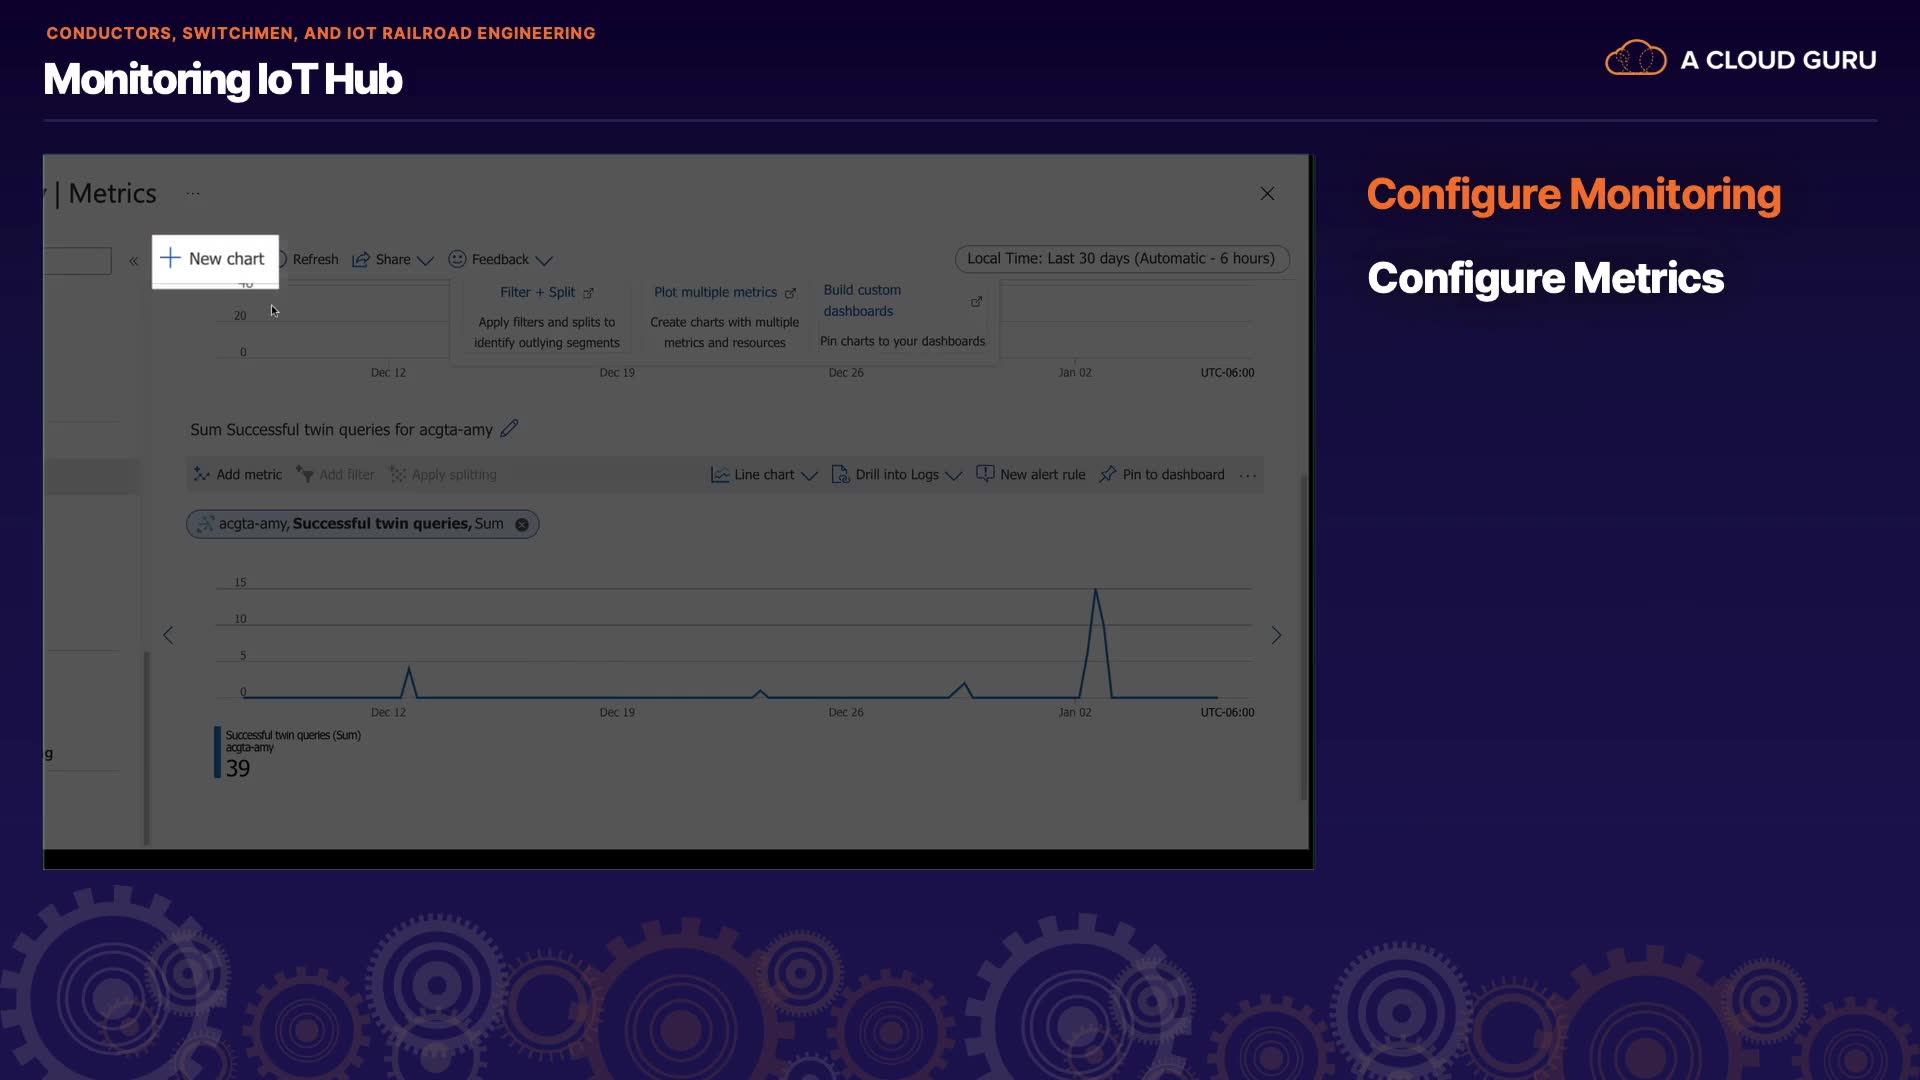 CONDUCTORS, SWITCHMEN, AND IOT RAILROAD ENGINEERING
Monitoring IoT Hub
A CLOUD GURU
| Metrics ...
Configure Monitoring
Configure Metrics
«
New chart
Refresh
Share
Feedback
Local Time: Last 30 days (Automatic - 6 hours)
40
20
0
Filter + Split
Apply filters and splits to
identify outlying segments
Plot multiple metrics
Create charts with multiple
metrics and resources
Build custom
dashboards
Pin charts to your dashboards
Dec 12
Dec 19
Dec 26
Jan 02
UTC-06:00
Sum Successful twin queries for acgta-amy
Add metric
Add filter
Apply splitting
Line chart
Drill into Logs
New alert rule
Pin to dashboard
...
acgta-amy, Successful twin queries, Sum
15
10
5
0
Dec 12
Dec 19
Dec 26
Jan 02
UTC-06:00
Successful twin queries (Sum)
acgta-amy
39
g